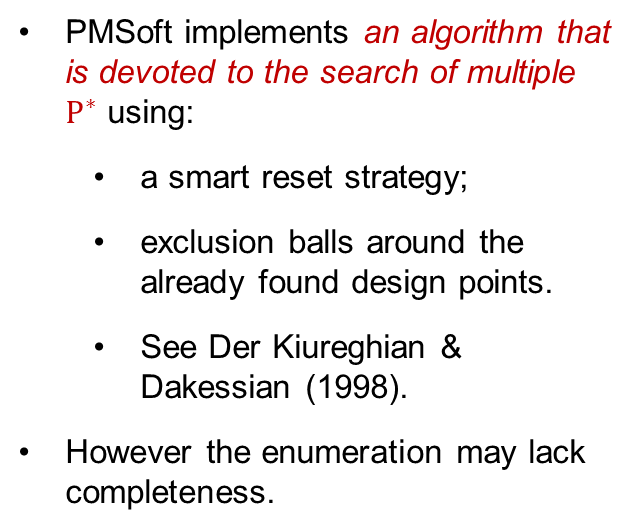 • PMSoft implements an algorithm that
is devoted to the search of multiple
P* using:
• a smart reset strategy;
• exclusion balls around the
already found design points.
• See Der Kiureghian &
Dakessian (1998).
• However the enumeration may lack
completeness.